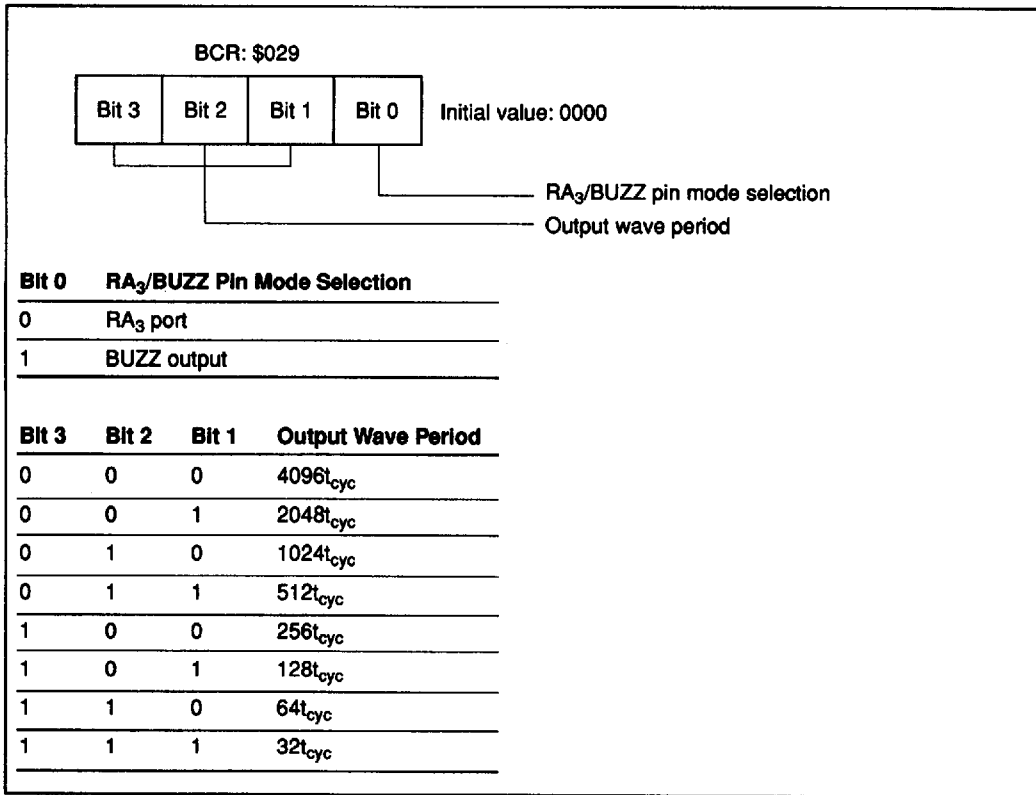 BCR: $029
Bit 3 Bit 2 Bit 1 Bit 0 Initial value: 0000
RA3/BUZZ pin mode selection
Output wave period
Bit 0 RA3/BUZZ Pin Mode Selection
0 RA3 port
1 BUZZ output
Bit 3 Bit 2 Bit 1 Output Wave Period
0 0 0 4096tcyc
0 0 1 2048tcyc
0 1 0 1024tcyc
0 1 1 512tcyc
1 0 0 256tcyc
1 0 1 128tcyc
1 1 0 64tcyc
1 1 1 32tcyc